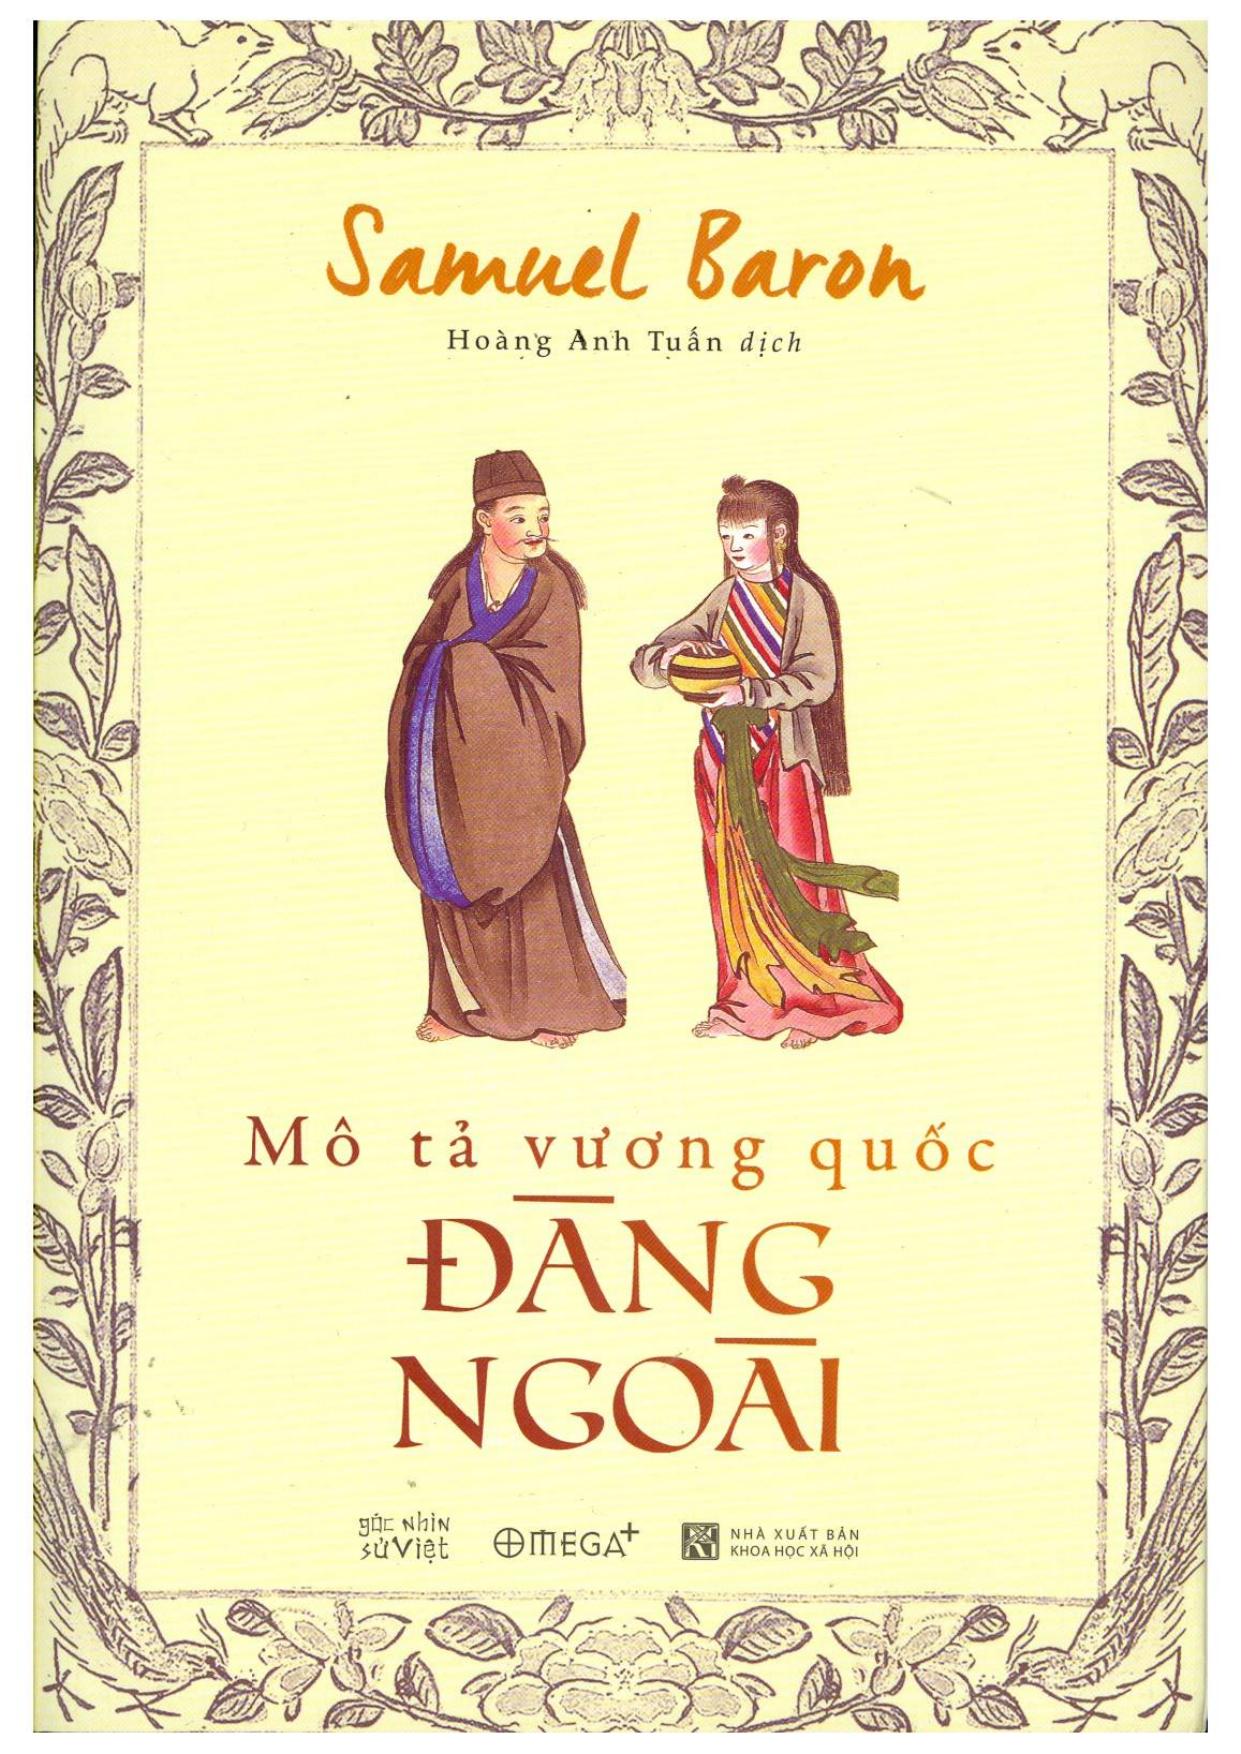 Samuel Baron
Hoàng Anh Tuấn dịch
Mô tả vương quốc
ĐÀNG
NGOÀI
góc nhìn
sử việt
OMEGA+
NHÀ XUẤT BẢN
KHOA HỌC XÃ HỘI